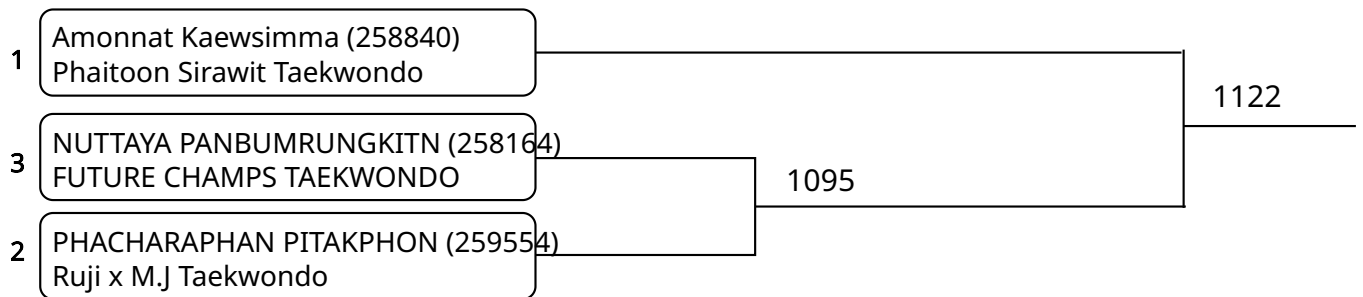 1
Amonnat Kaewsimma (258840)
Phaitoon Sirawit Taekwondo
1122
3
NUTTAYA PANBUMRUNGKITN (258164)
FUTURE CHAMPS TAEKWONDO
1095
2
PHACHARAPHAN PITAKPHON (259554)
Ruji x M.J Taekwondo